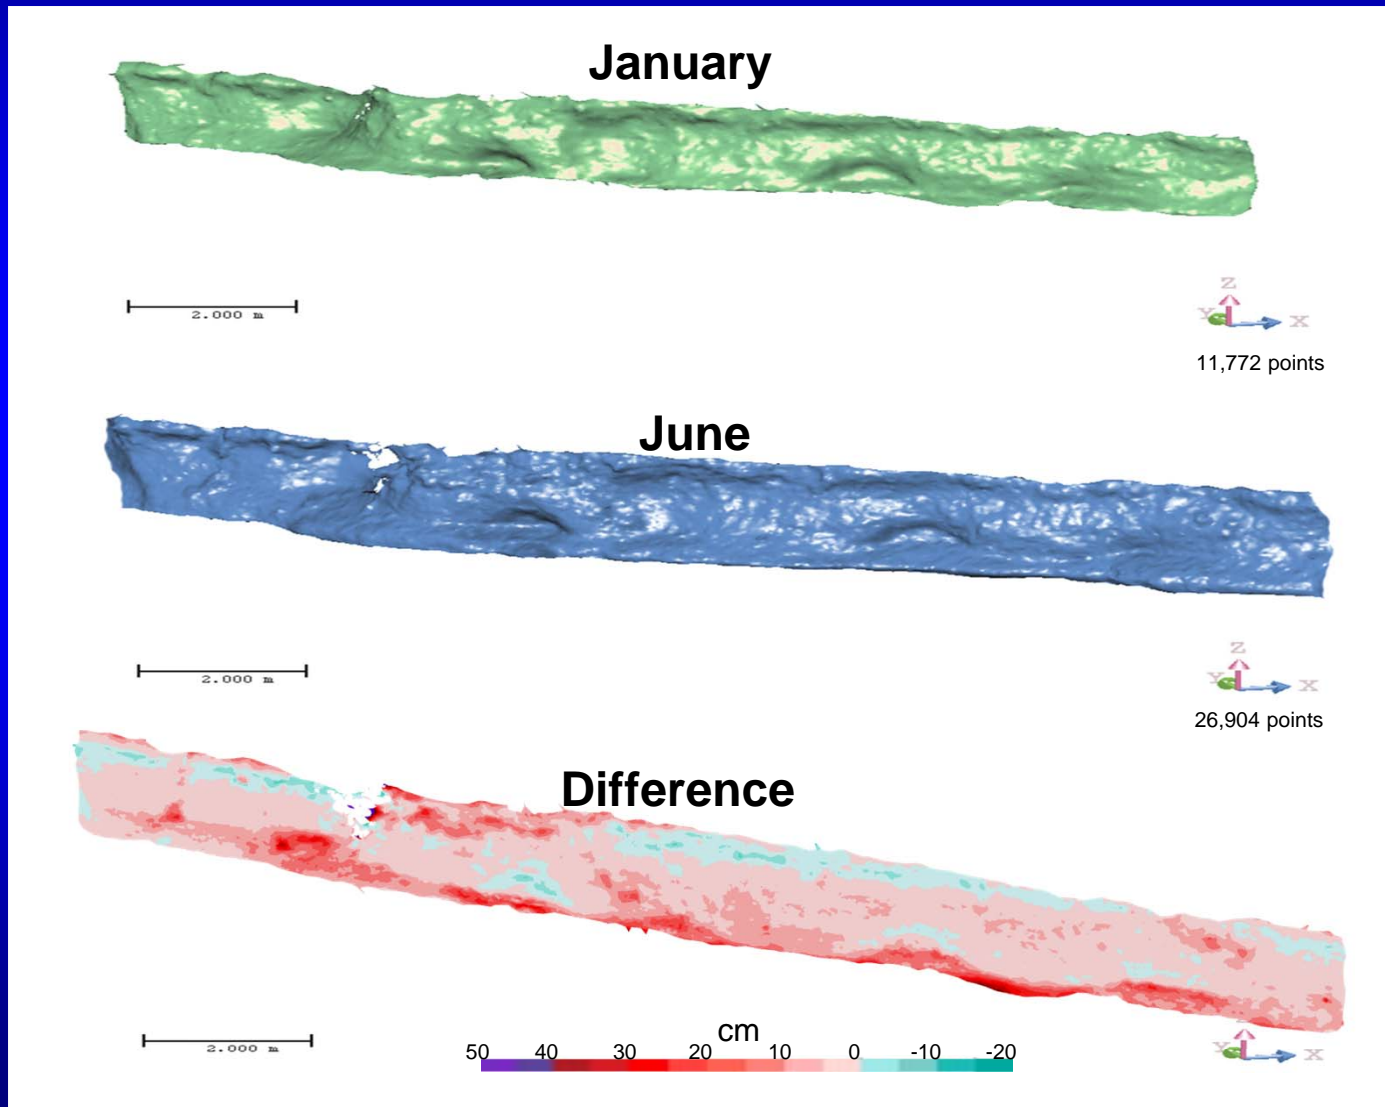 January
2.000 m
Z
Y X
11,772 points
June
2.000 m
Z
Y X
26,904 points
Difference
2.000 m
cm
50 40 30 20 10 0 -10 -20
Y X